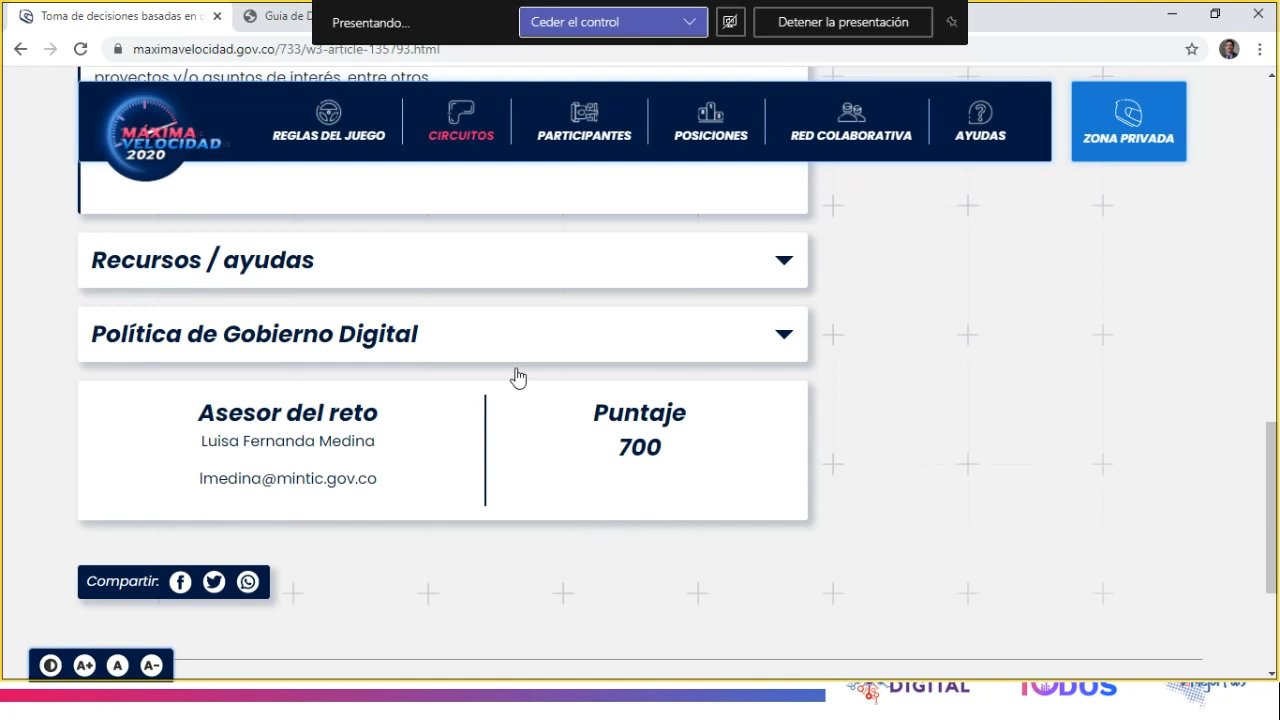 Presentando...
Ceder el control
Detener la presentación
Toma de decisiones basadas en
Guia de D
maximavelocidad.gov.co/733/w3-article-135793.html
proyectos y/o asuntos de interés, entre otros.
MÁXIMA
VELOCIDAD
2020
REGLAS DEL JUEGO
CIRCUITOS
PARTICIPANTES
POSICIONES
RED COLABORATIVA
AYUDAS
ZONA PRIVADA
Recursos / ayudas
Política de Gobierno Digital
Asesor del reto
Luisa Fernanda Medina
lmedina@mintic.gov.co
Puntaje
700
Compartir:
A+
A
A-
DIGITAL
TODOS